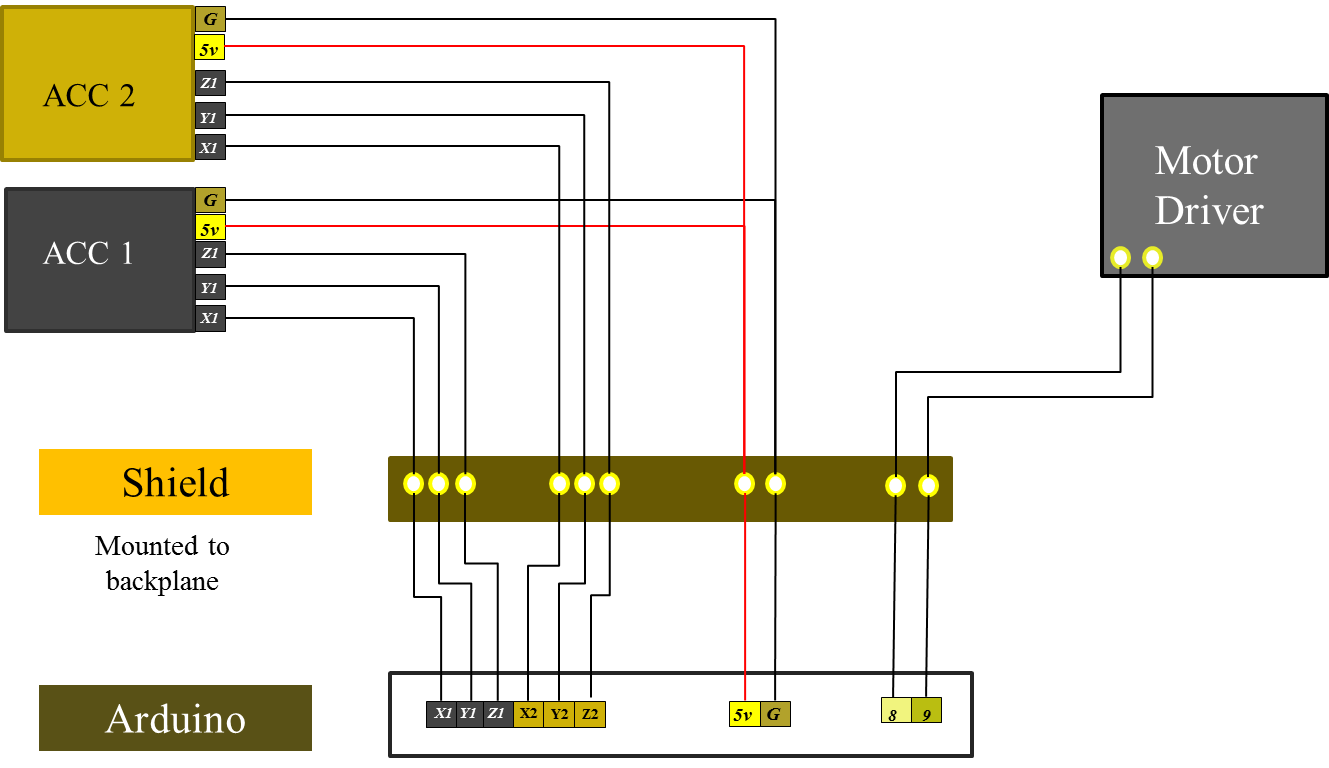 G
5v
ACC 2
Z1
Y1
X1
G
5v
ACC 1
Z1
Y1
X1
Motor
Driver
Shield
Mounted to
backplane
Arduino
X1 Y1 Z1 X2 Y2 Z2 5v G 8 9